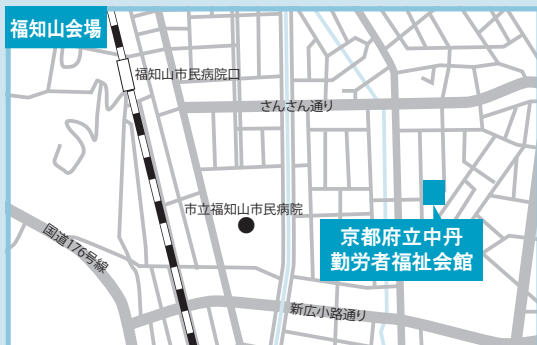 福知山会場
福知山市民病院口
さんさん通り
市立福知山市民病院
京都府立中丹
勤労者福祉会館
国道176号線
新広小路通り